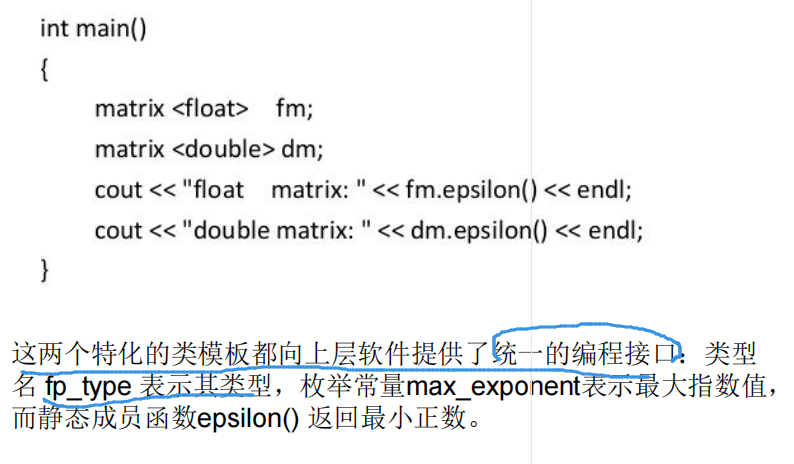 int main()
{
matrix <float> fm;
matrix <double> dm;
cout << "float matrix: " << fm.epsilon() << endl;
cout << "double matrix: " << dm.epsilon() << endl;
}
这两个特化的类模板都向上层软件提供了统一的编程接口：类型
名 fp_type 表示其类型，枚举常量max_exponent表示最大指数值，
而静态成员函数epsilon() 返回最小正数。